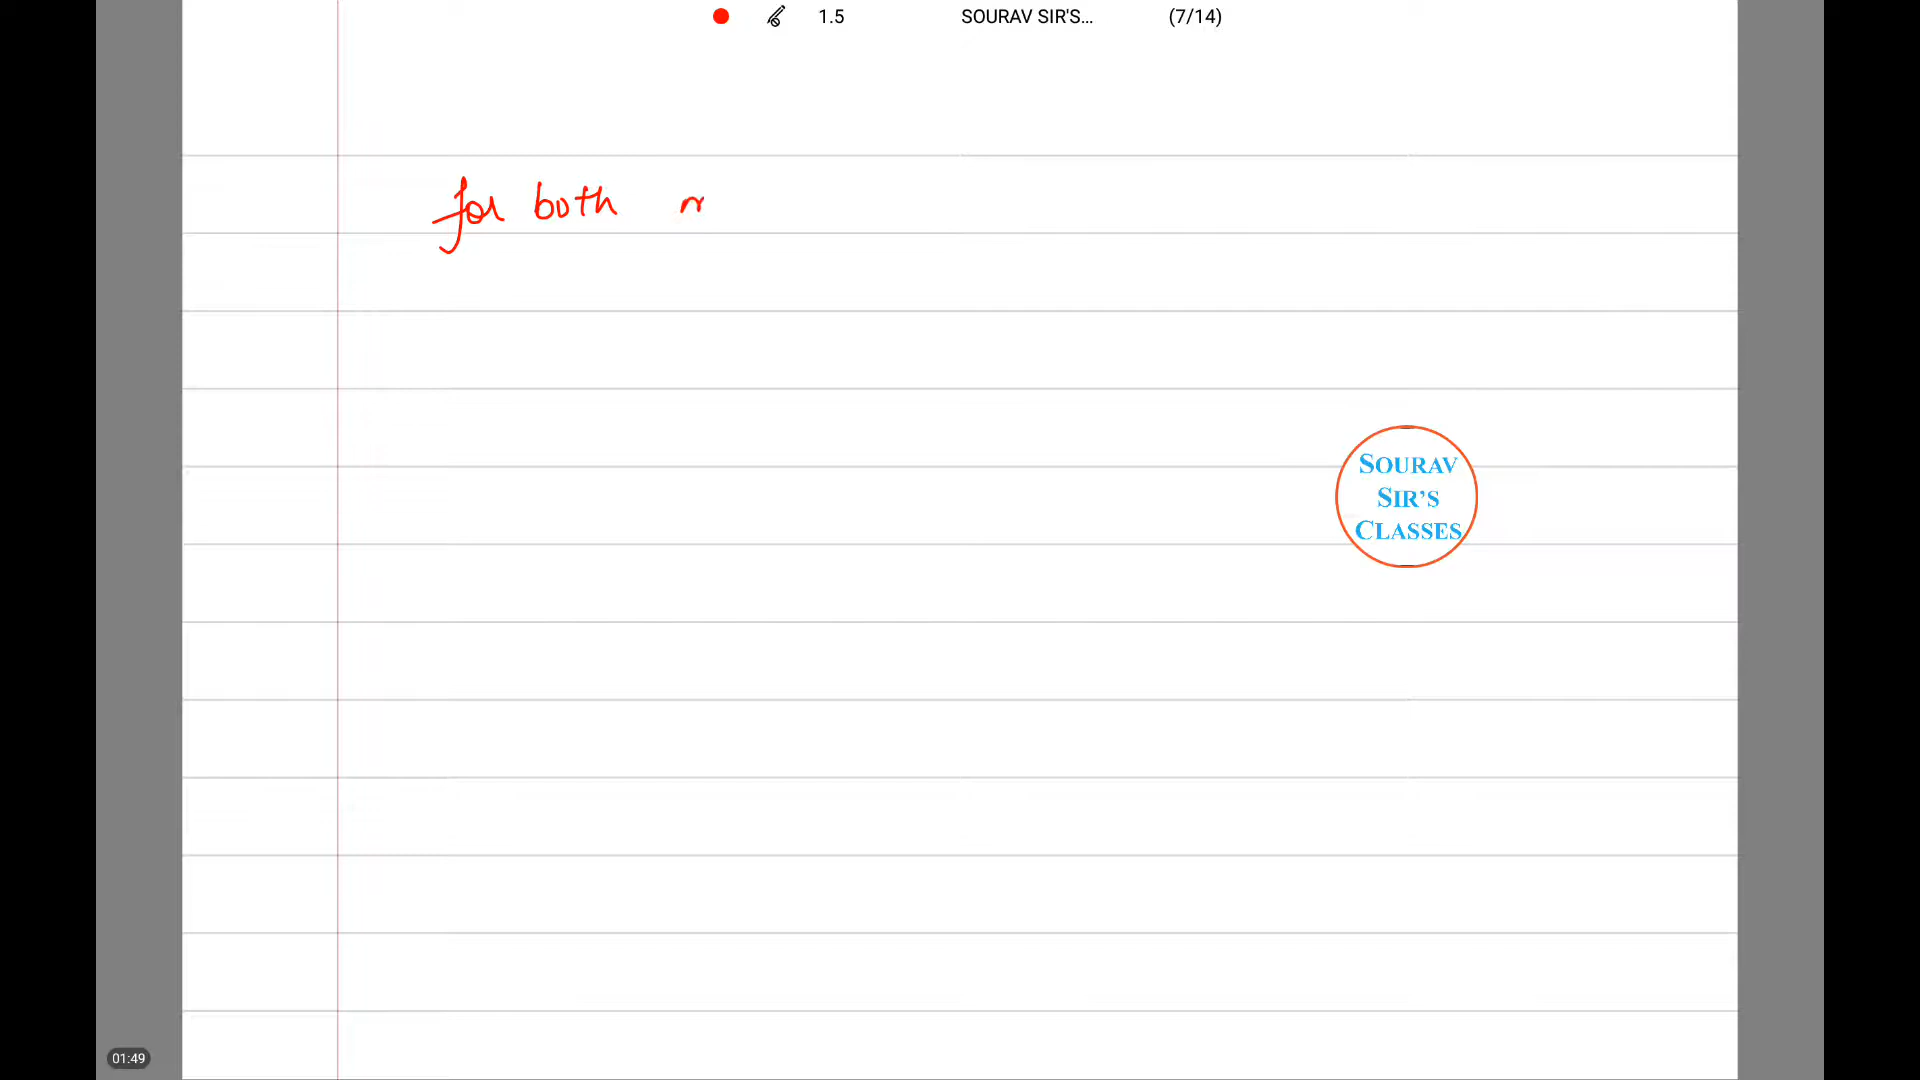 1.5 SOURAV SIR'S... (7/14)
for both
SOURAV
SIR'S
CLASSES
01:49